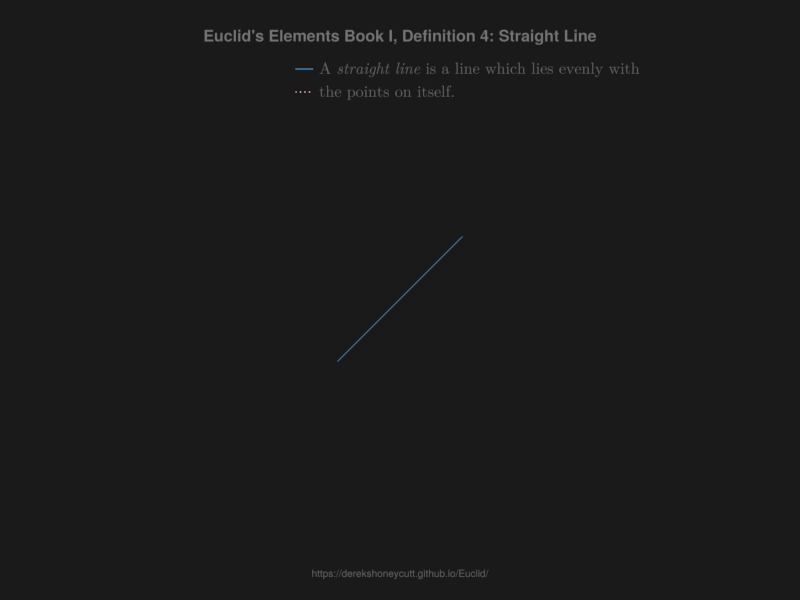 Euclid's Elements Book I, Definition 4: Straight Line
A straight line is a line which lies evenly with
the points on itself.
https://derekshoneycutt.github.io/Euclid/